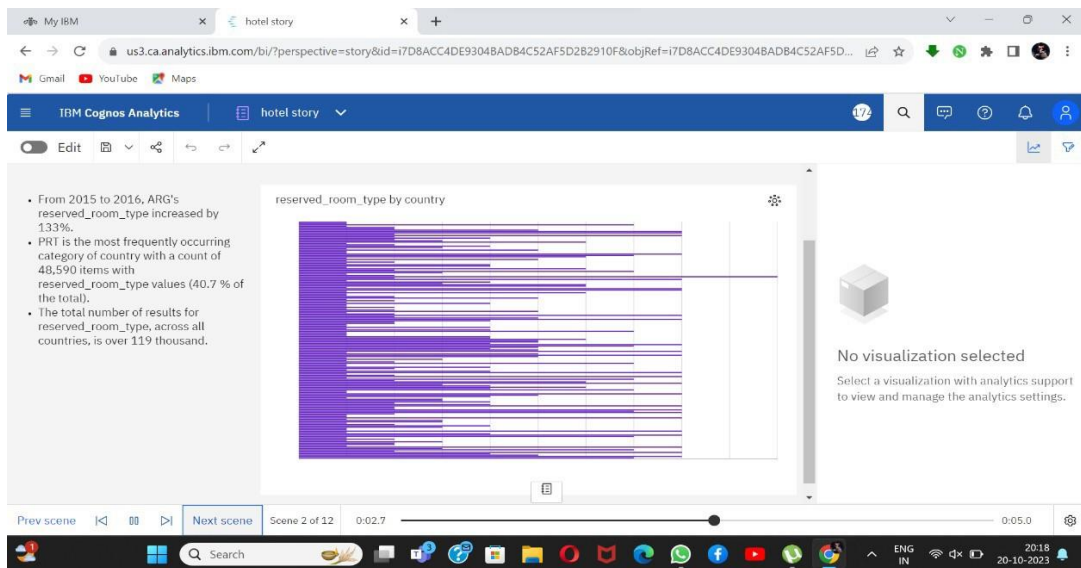 My IBM
hotel story
us3.ca.analytics.ibm.com/bi/?perspective=story&id=i7D8ACC4DE9304BADB4C52AF5D2B2910F&objRef=i7D8ACC4DE9304BADB4C52AF5D...
Gmail YouTube Maps
IBM Cognos Analytics hotel story 174
Edit
• From 2015 to 2016, ARG's
reserved_room_type increased by
133%.
• PRT is the most frequently occurring
category of country with a count of
48,590 items with
reserved_room_type values (40.7 % of
the total).
• The total number of results for
reserved_room_type, across all
countries, is over 119 thousand.
reserved_room_type by country
No visualization selected
Select a visualization with analytics support
to view and manage the analytics settings.
Prev scene Next scene Scene 2 of 12 0:02.7 0:05.0
Search
ENG
IN
20:18
20-10-2023